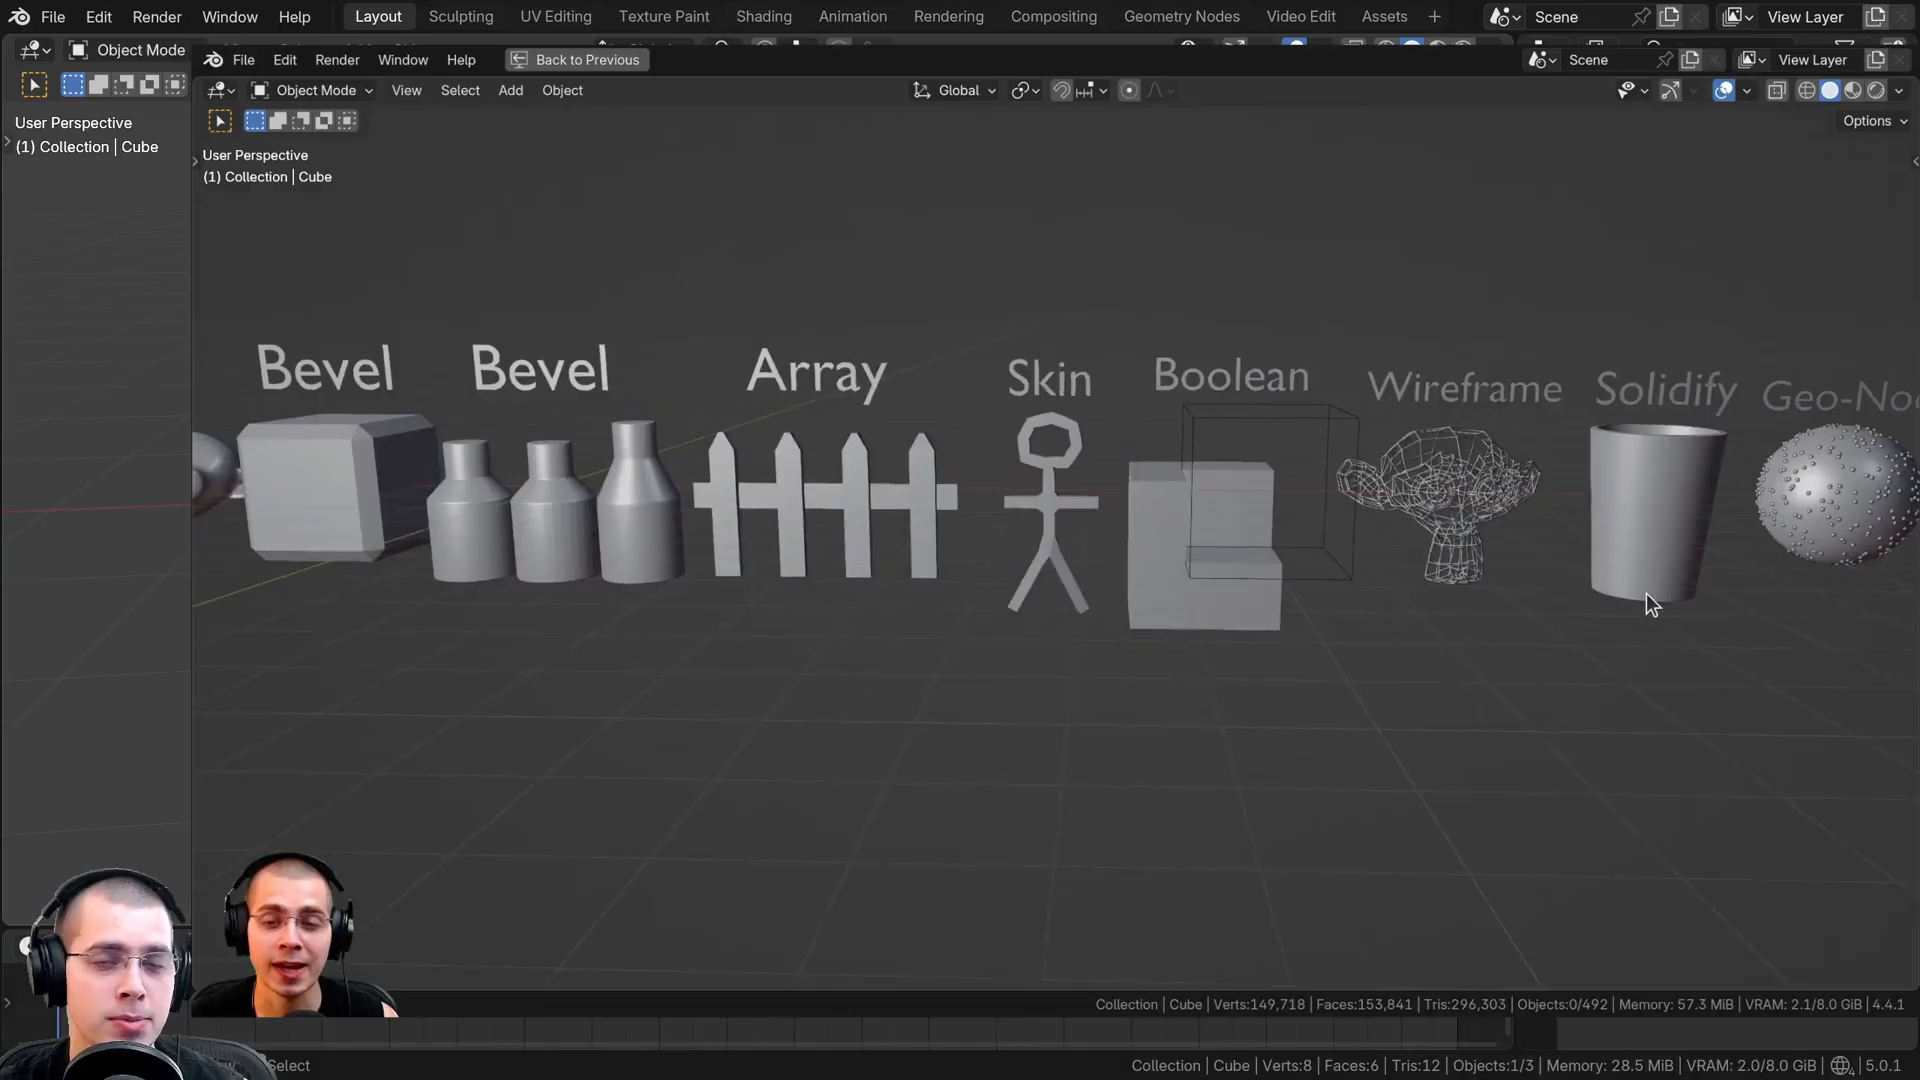 File Edit Render Window Help Layout Sculpting UV Editing Texture Paint Shading Animation Rendering Compositing Geometry Nodes Video Edit Assets + Scene View Layer
Object Mode
File Edit Render Window Help Back to Previous Scene View Layer
Object Mode View Select Add Object Global
Options
User Perspective
(1) Collection | Cube
User Perspective
(1) Collection | Cube
Bevel Bevel Array Skin Boolean Wireframe Solidify Geo-No
Collection | Cube | Verts:149,718 | Faces:153,841 | Tris:296,303 | Objects:0/492 | Memory: 57.3 MiB | VRAM: 2.1/8.0 GiB | 4.4.1
Select Collection | Cube | Verts:8 | Faces:6 | Tris:12 | Objects:1/3 | Memory: 28.5 MiB | VRAM: 2.0/8.0 GiB | 5.0.1